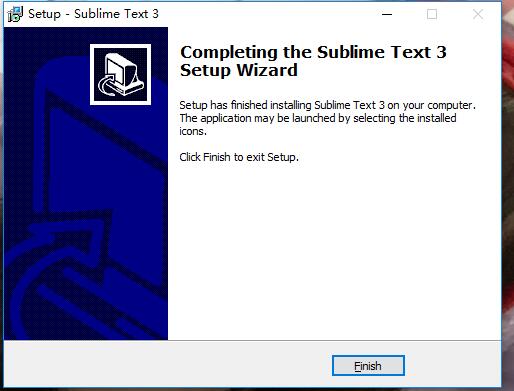 Setup - Sublime Text 3
Completing the Sublime Text 3
Setup Wizard
Setup has finished installing Sublime Text 3 on your computer.
The application may be launched by selecting the installed
icons.
Click Finish to exit Setup.
Finish